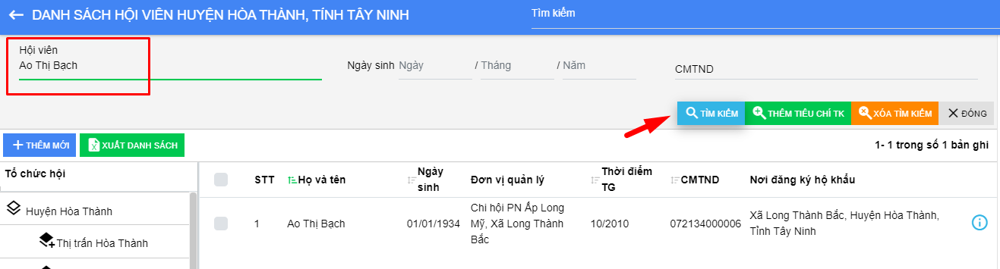 DANH SÁCH HỘI VIÊN HUYỆN HÒA THÀNH, TỈNH TÂY NINH
Tìm kiếm
Hội viên
Ao Thị Bạch
Ngày sinh Ngày / Tháng / Năm
CMTND
TÌM KIẾM THÊM TIÊU CHÍ TK XÓA TÌM KIẾM ĐÓNG
THÊM MỚI XUẤT DANH SÁCH
1- 1 trong số 1 bản ghi
Tổ chức hội
Huyện Hòa Thành
Thị trấn Hòa Thành
STT Họ và tên Ngày sinh Đơn vị quản lý Thời điểm TG CMTND Nơi đăng ký hộ khẩu
1 Ao Thị Bạch 01/01/1934 Chi hội PN Ấp Long Mỹ, Xã Long Thành Bắc 10/2010 072134000006 Xã Long Thành Bắc, Huyện Hòa Thành, Tỉnh Tây Ninh